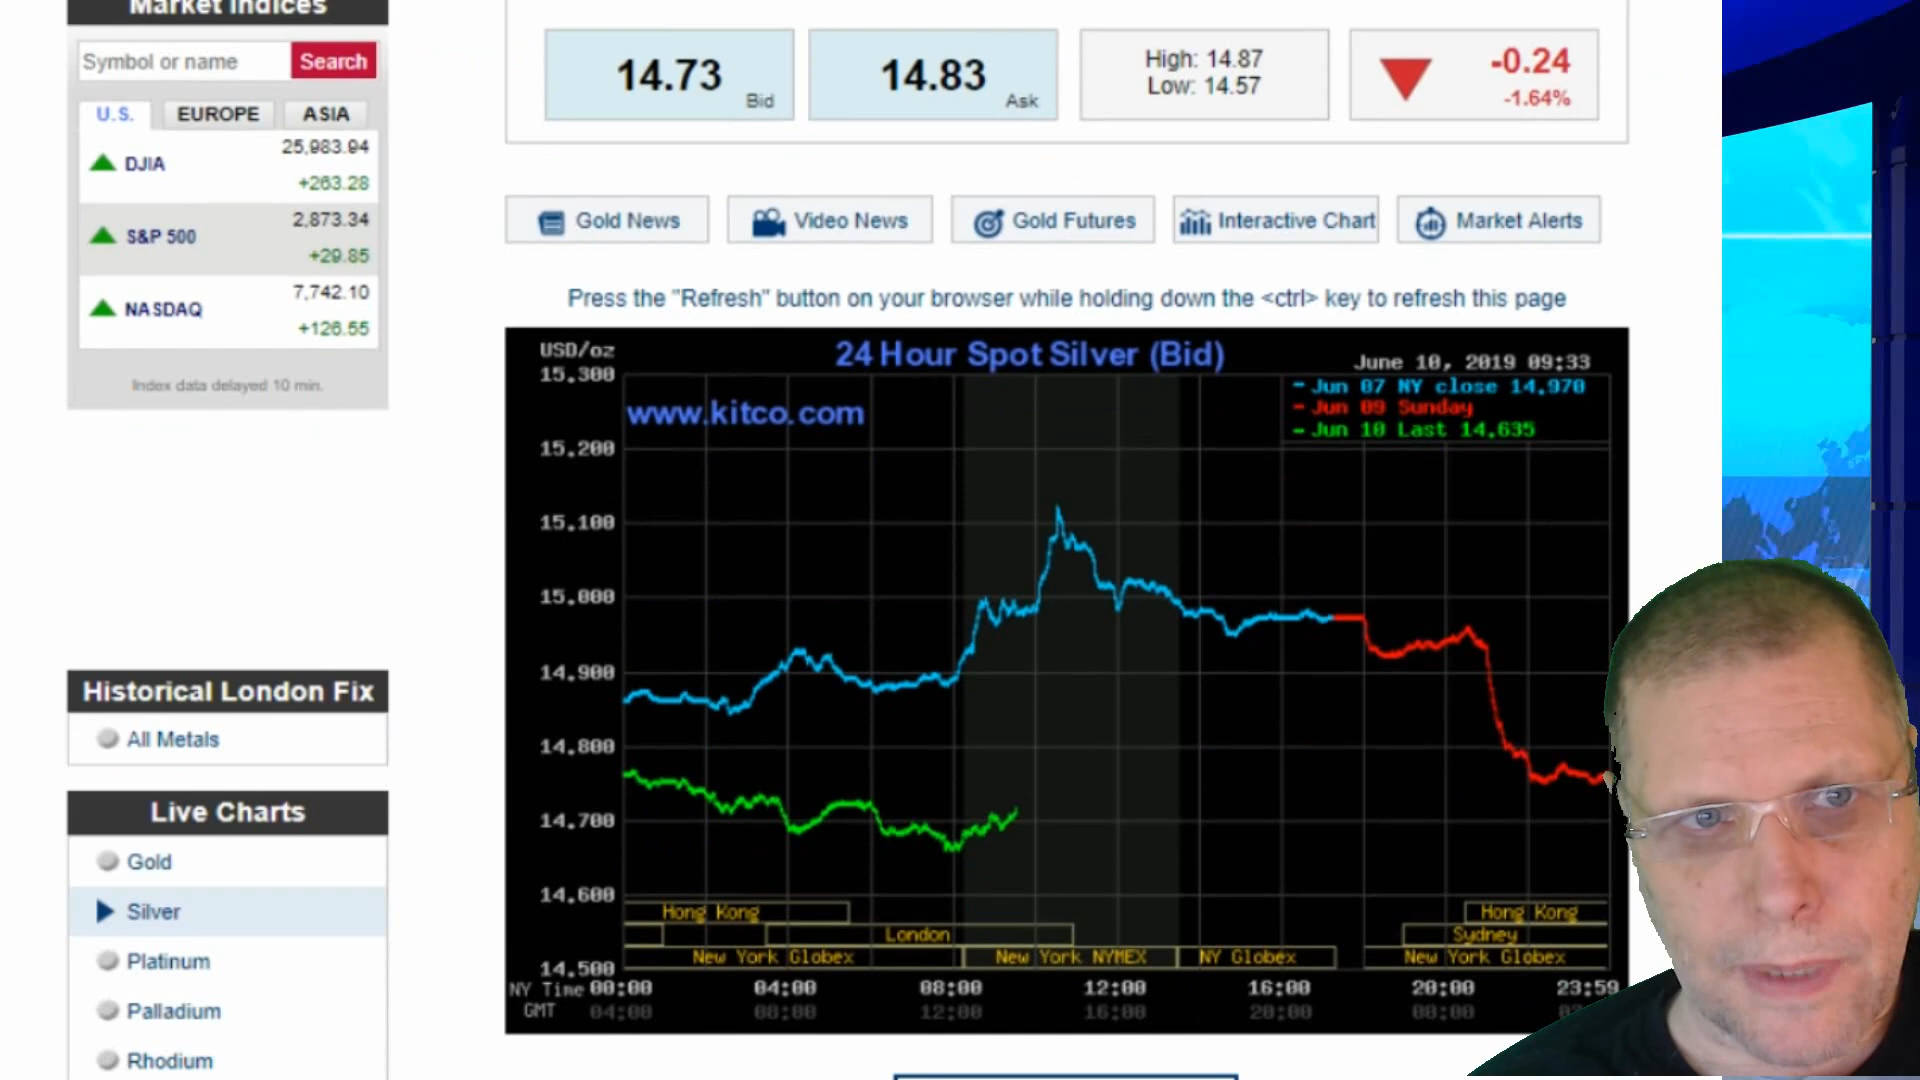 Market Indices
Symbol or name
Search
U.S.
EUROPE
ASIA
DJIA
25,983.94
+263.28
S&P 500
2,873.34
+29.85
NASDAQ
7,742.10
+126.55
Index data delayed 10 min.
Historical London Fix
All Metals
Live Charts
Gold
Silver
Platinum
Palladium
Rhodium
14.73
Bid
14.83
Ask
High: 14.87
Low: 14.57
-0.24
-1.64%
Gold News
Video News
Gold Futures
Interactive Chart
Market Alerts
Press the "Refresh" button on your browser while holding down the <ctrl> key to refresh this page
USD/oz
24 Hour Spot Silver (Bid)
June 10, 2019 09:33
Jun 07 NY close 14.970
Jun 09 Sunday
Jun 10 Last 14.635
www.kitco.com
15.300
15.200
15.100
15.000
14.900
14.800
14.700
14.600
14.500
Hong Kong
Hong Kong
London
Sydney
New York Globex
New York NYMEX
NY Globex
New York Globex
NY Time 00:00 04:00 08:00 12:00 16:00 20:00 23:59
GMT 04:00 08:00 12:00 16:00 20:00 00:00